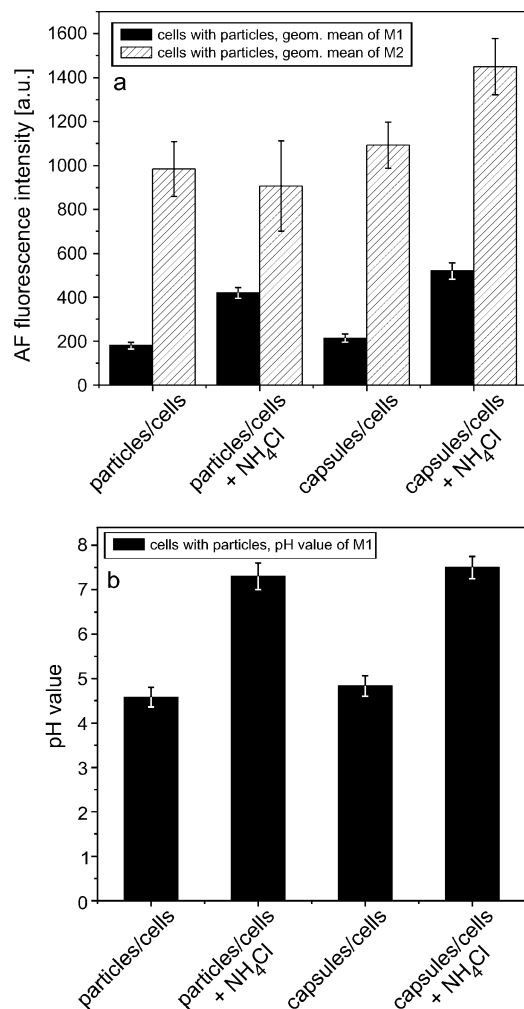 cells with particles, geom. mean of M1
cells with particles, geom. mean of M2
a
AF fluorescence intensity [a.u.]
1600
1400
1200
1000
800
600
400
200
0
particles/cells
particles/cells
+ NH₄Cl
capsules/cells
capsules/cells
+ NH₄Cl
cells with particles, pH value of M1
b
pH value
8
7
6
5
4
3
2
1
0
particles/cells
particles/cells
+ NH₄Cl
capsules/cells
capsules/cells
+ NH₄Cl